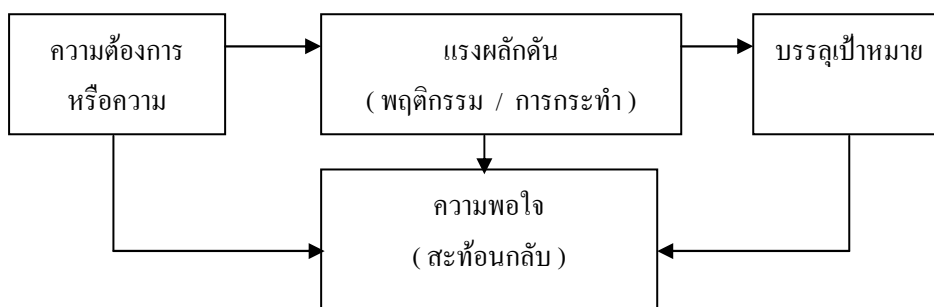 ความต้องการ
หรือความ
แรงผลักดัน
( พฤติกรรม / การกระทำ )
บรรลุเป้าหมาย
ความพอใจ
( สะท้อนกลับ )